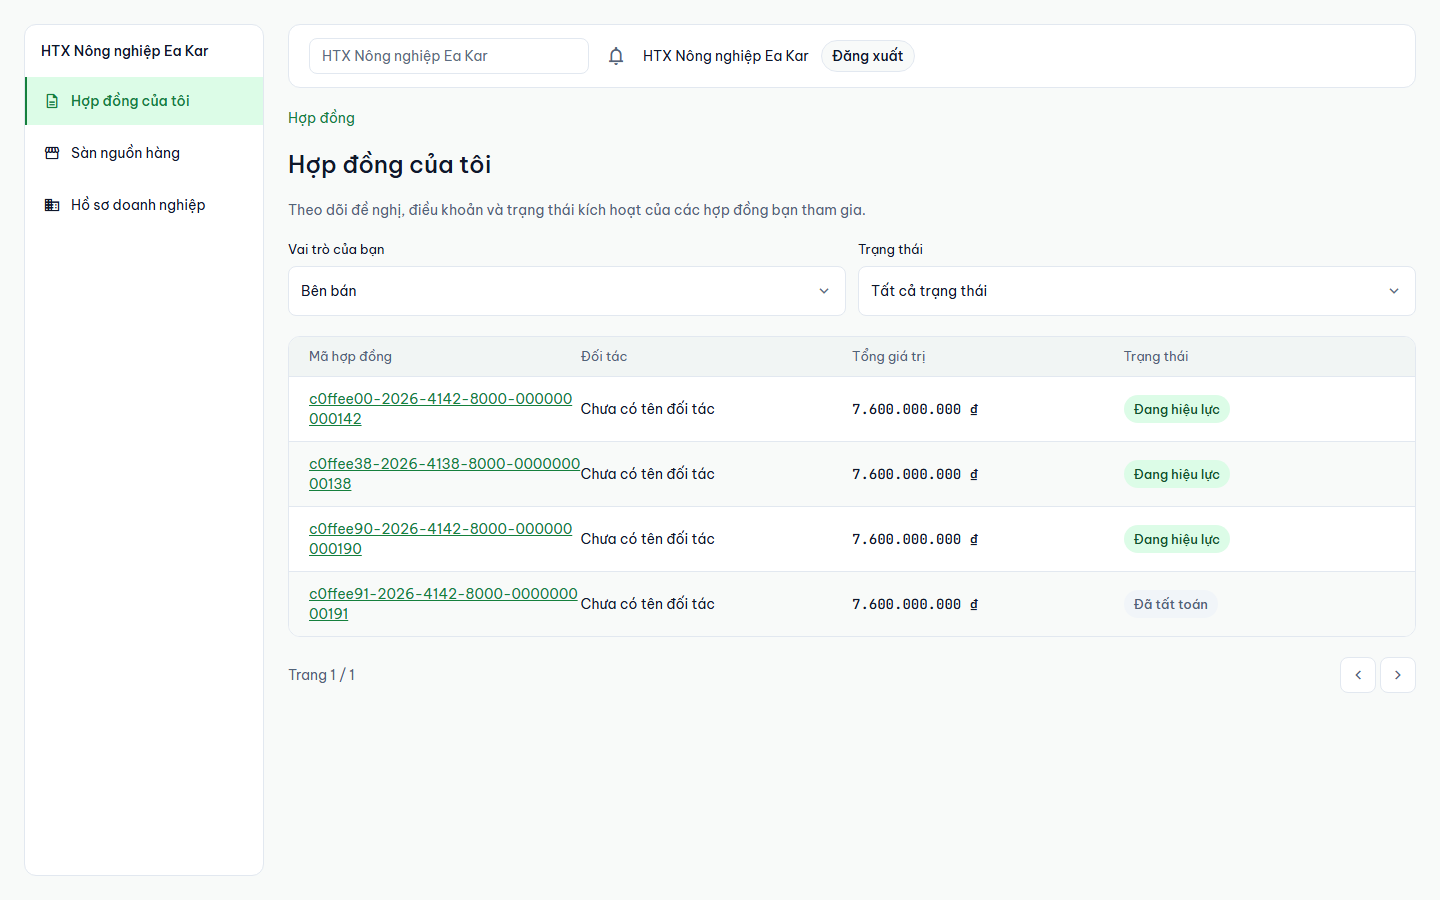 HTX Nông nghiệp Ea Kar
Hợp đồng của tôi
Sàn nguồn hàng
Hồ sơ doanh nghiệp
HTX Nông nghiệp Ea Kar
HTX Nông nghiệp Ea Kar
Đăng xuất
Hợp đồng
Hợp đồng của tôi
Theo dõi đề nghị, điều khoản và trạng thái kích hoạt của các hợp đồng bạn tham gia.
Vai trò của bạn
Trạng thái
Bên bán
Tất cả trạng thái
Mã hợp đồng Đối tác Tổng giá trị Trạng thái
c0ffee00-2026-4142-8000-000000
000142
Chưa có tên đối tác 7.600.000.000 ₫ Đang hiệu lực
c0ffee38-2026-4138-8000-0000000
00138
Chưa có tên đối tác 7.600.000.000 ₫ Đang hiệu lực
c0ffee90-2026-4142-8000-000000
000190
Chưa có tên đối tác 7.600.000.000 ₫ Đang hiệu lực
c0ffee91-2026-4142-8000-0000000
00191
Chưa có tên đối tác 7.600.000.000 ₫ Đã tất toán
Trang 1 / 1